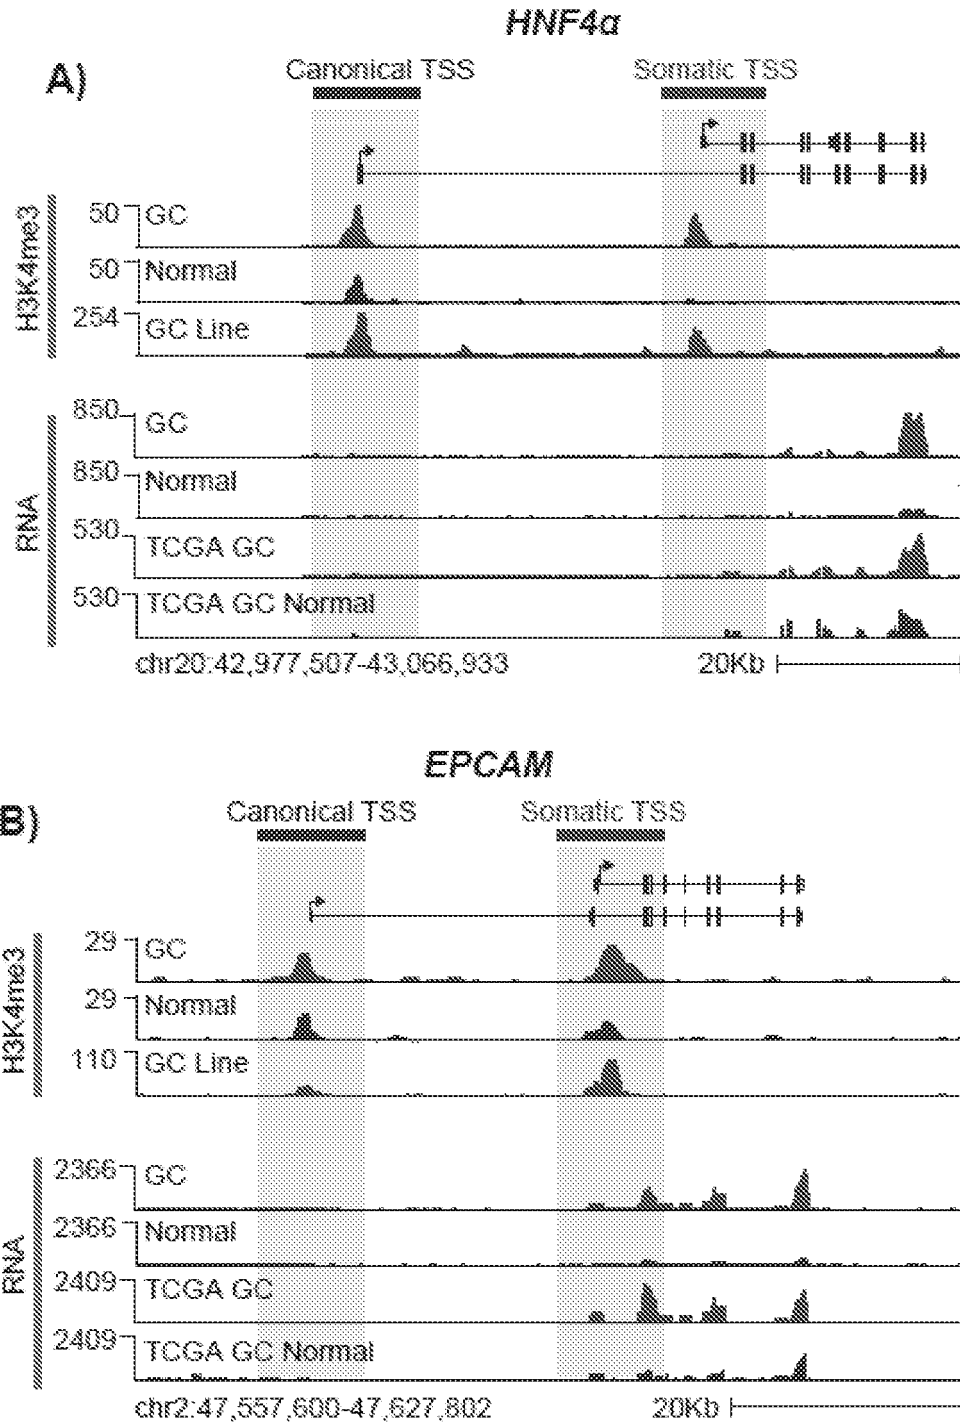 HNF4α
A)
Canonical TSS Somatic TSS
H3K4me3
50 GC
50 Normal
254 GC Line
RNA
850 GC
850 Normal
530 TCGA GC
530 TCGA GC Normal
chr20:42,977,507-43,066,933 20Kb
EPCAM
B)
Canonical TSS Somatic TSS
H3K4me3
29 GC
29 Normal
110 GC Line
RNA
2366 GC
2366 Normal
2409 TCGA GC
2409 TCGA GC Normal
chr2:47,557,600-47,627,802 20Kb